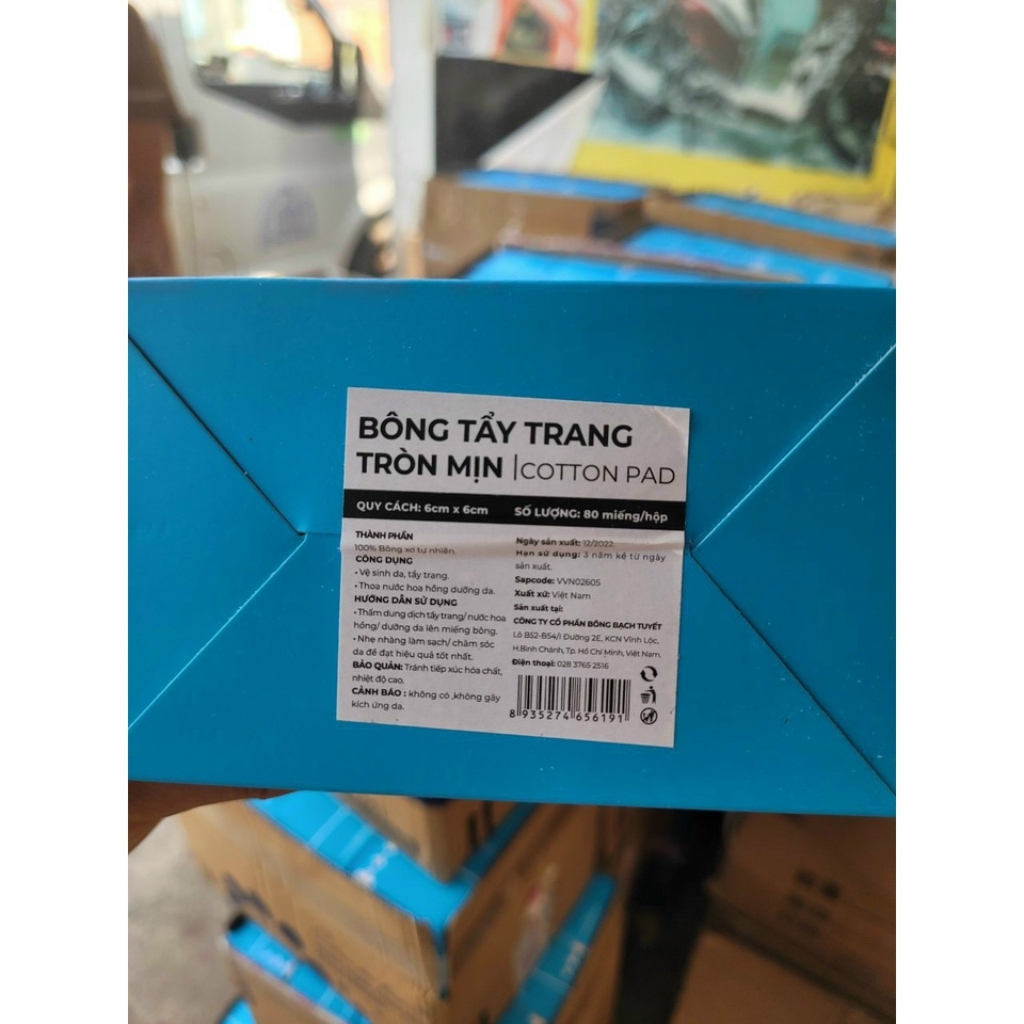 BÔNG TẨY TRANG
TRÒN MỊN |COTTON PAD
QUY CÁCH: 6cm x 6cm
SỐ LƯỢNG: 80 miếng/hộp
THÀNH PHẦN
100% Bông xơ tự nhiên.
CÔNG DỤNG
• Vệ sinh da, tẩy trang.
• Thoa nước hoa hồng dưỡng da.
HƯỚNG DẪN SỬ DỤNG
• Thấm dung dịch tẩy trang/ nước hoa
hồng/ dưỡng da lên miếng bông.
• Nhẹ nhàng làm sạch/ chăm sóc
da để đạt hiệu quả tốt nhất.
BẢO QUẢN: Tránh tiếp xúc hóa chất,
nhiệt độ cao.
CẢNH BÁO : không có ,không gây
kích ứng da.
Ngày sản xuất: 12/2022
Hạn sử dụng: 3 năm kể từ ngày
sản xuất.
Sapcode: VVN02605
Xuất xứ: Việt Nam
Sản xuất tại:
CÔNG TY CỔ PHẦN BÔNG BẠCH TUYẾT
Lô B52-B54/I Đường 2E, KCN Vĩnh Lộc,
H.Bình Chánh, Tp. Hồ Chí Minh, Việt Nam.
Điện thoại: 028 3765 2516
8 935274 656191